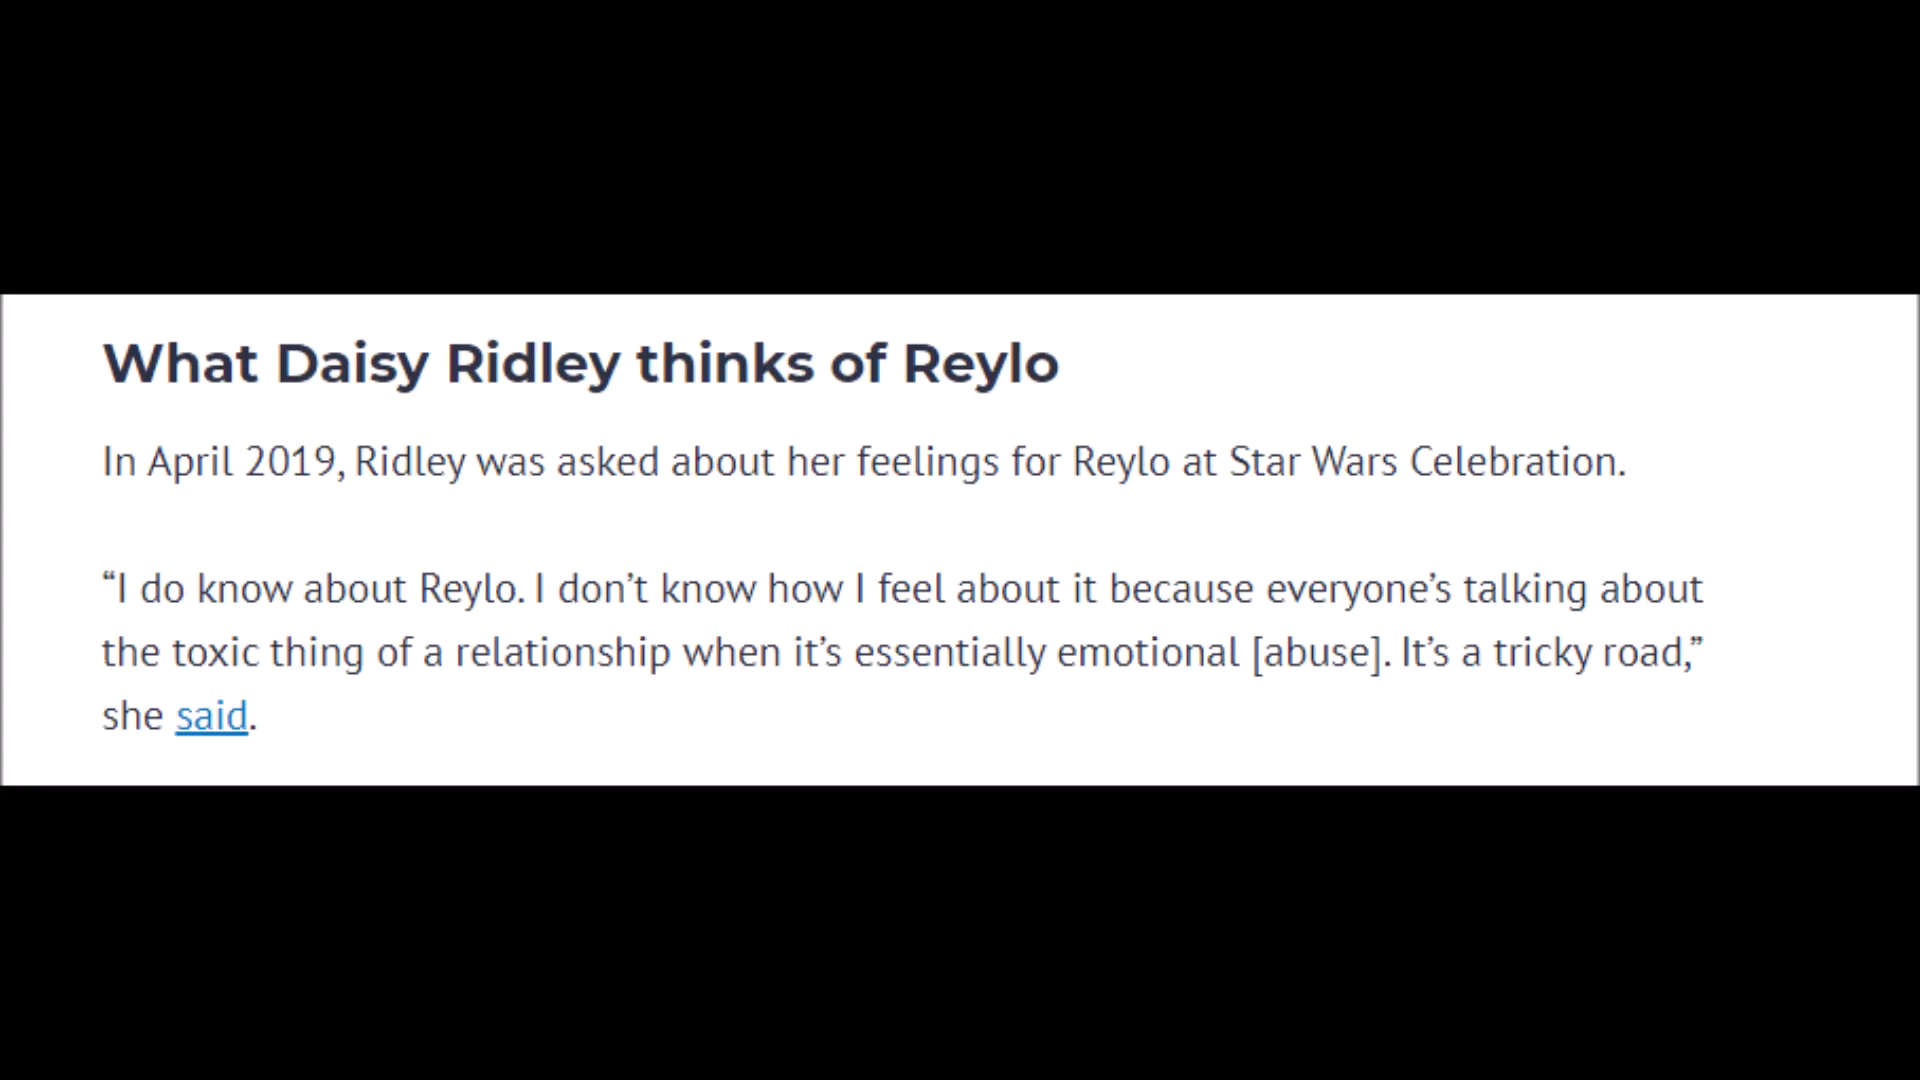 What Daisy Ridley thinks of Reylo
In April 2019, Ridley was asked about her feelings for Reylo at Star Wars Celebration.
“I do know about Reylo. I don’t know how I feel about it because everyone’s talking about
the toxic thing of a relationship when it’s essentially emotional [abuse]. It’s a tricky road,”
she said.